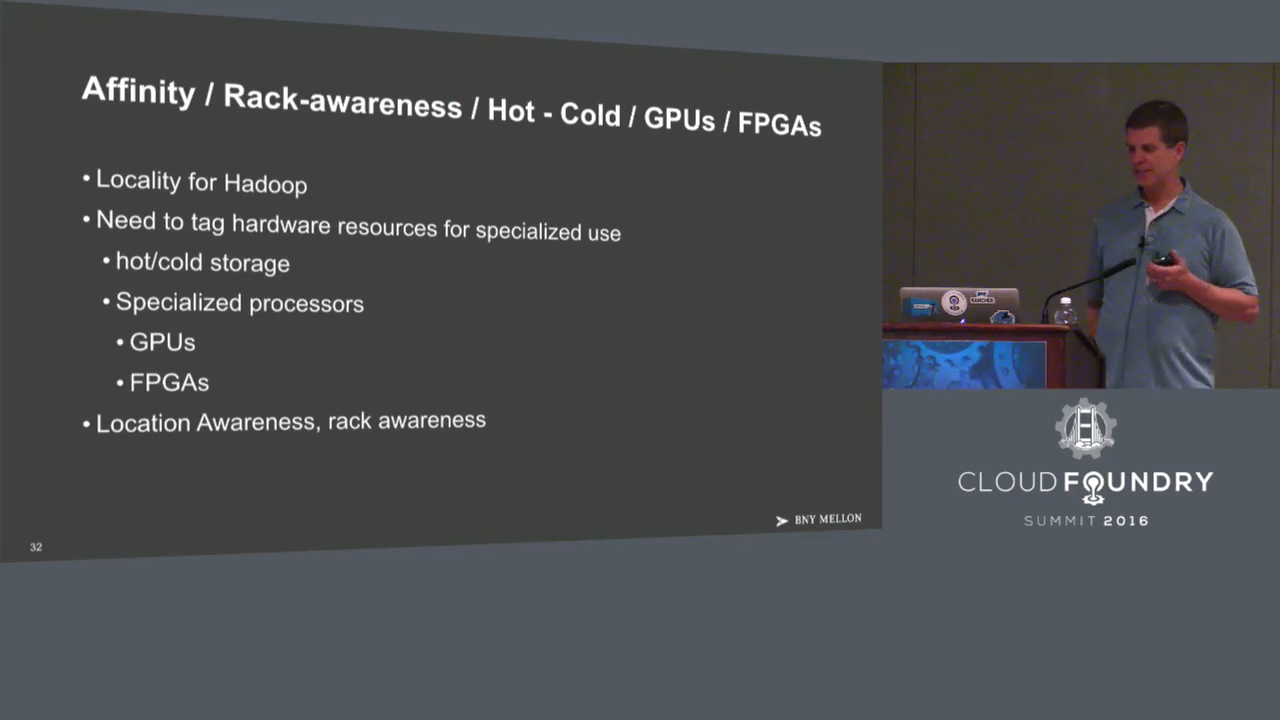 Affinity / Rack-awareness / Hot - Cold / GPUs / FPGAs
• Locality for Hadoop
• Need to tag hardware resources for specialized use
• hot/cold storage
• Specialized processors
• GPUs
• FPGAs
• Location Awareness, rack awareness
BNY MELLON
32
CLOUD FOUNDRY
SUMMIT 2016